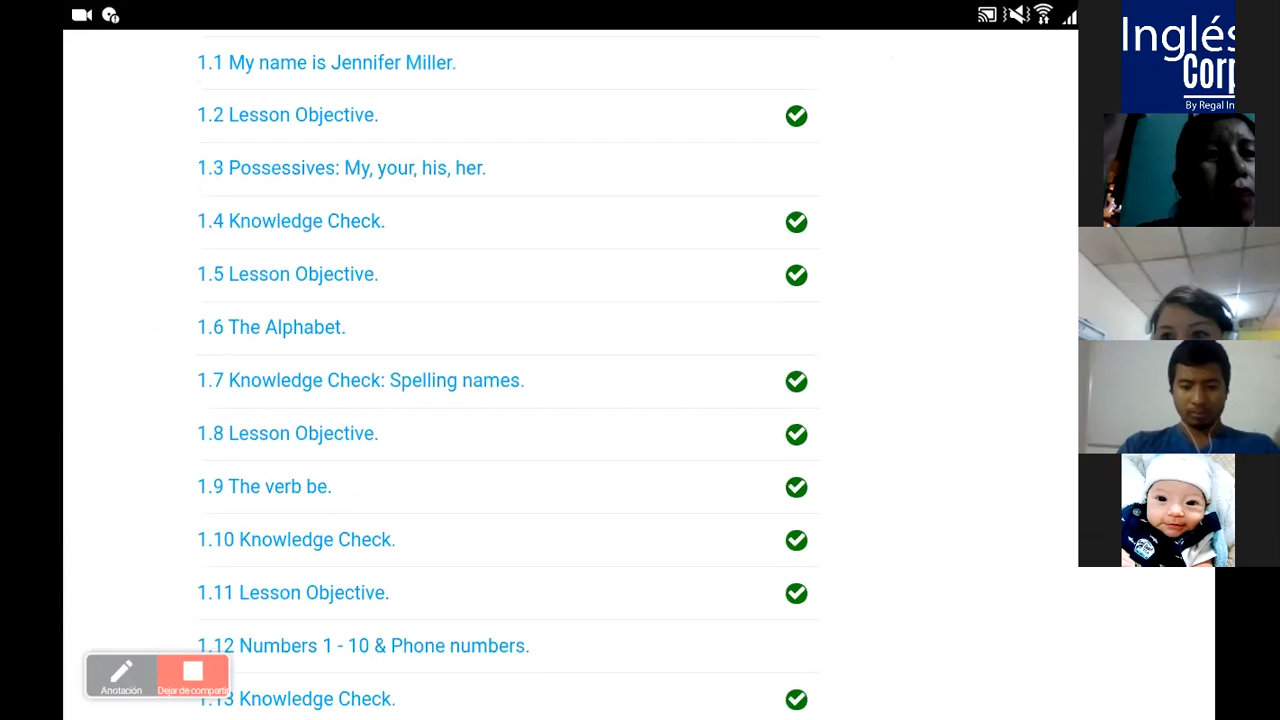 1.1 My name is Jennifer Miller.
1.2 Lesson Objective.
1.3 Possessives: My, your, his, her.
1.4 Knowledge Check.
1.5 Lesson Objective.
1.6 The Alphabet.
1.7 Knowledge Check: Spelling names.
1.8 Lesson Objective.
1.9 The verb be.
1.10 Knowledge Check.
1.11 Lesson Objective.
1.12 Numbers 1 - 10 & Phone numbers.
1.13 Knowledge Check.
Anotación
Dejar de compartir
Inglés
Corp
By Regal In